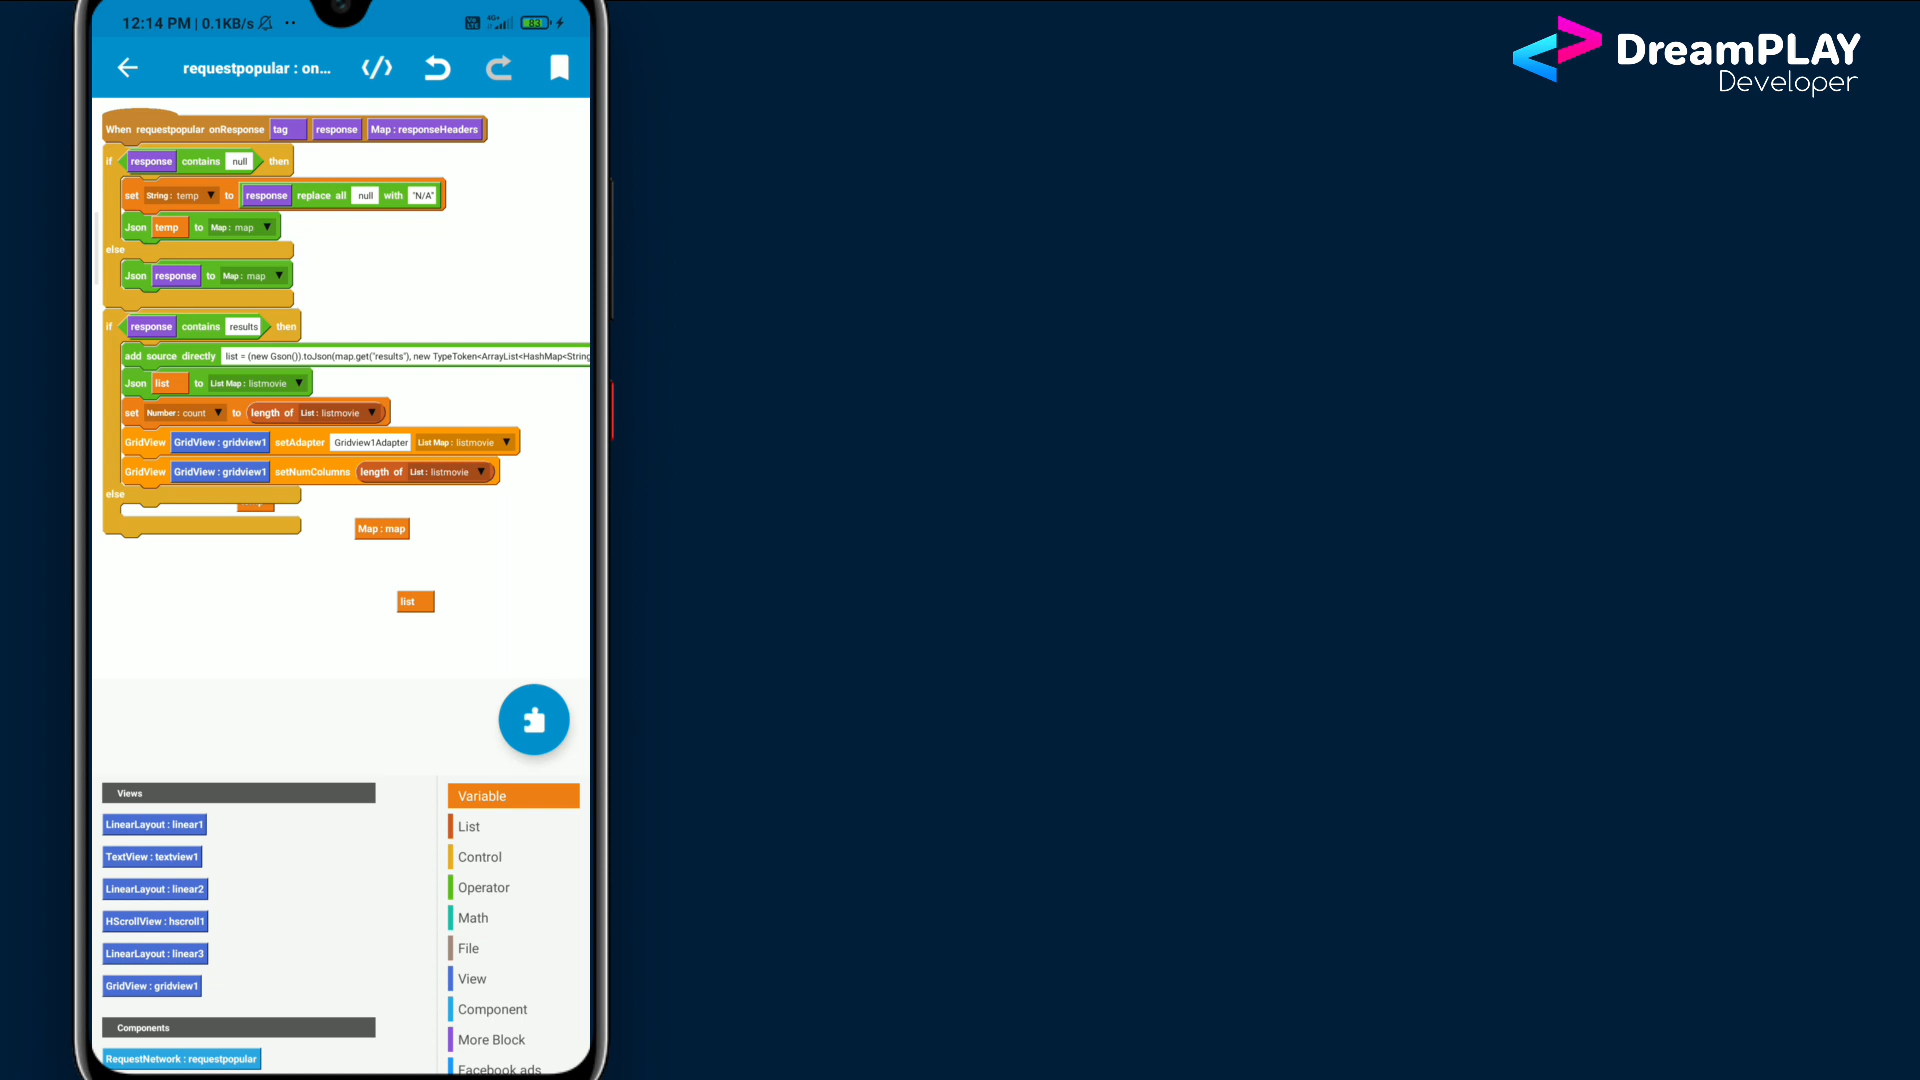 12:14 PM | 0.1KB/s
83
requestpopular : on...
DreamPLAY
Developer
When requestpopular onResponse tag response Map : responseHeaders
if response contains null then
set String : temp to response replace all null with "N/A"
Json temp to Map : map
else
Json response to Map : map
if response contains results then
add source directly list = (new Gson()).toJson(map.get("results"), new TypeToken<ArrayList<HashMap<String
Json list to List Map : listmovie
set Number : count to length of List : listmovie
GridView GridView : gridview1 setAdapter Gridview1Adapter List Map : listmovie
GridView GridView : gridview1 setNumColumns length of List : listmovie
else
Map : map
list
Views
LinearLayout : linear1
TextView : textview1
LinearLayout : linear2
HScrollView : hscroll1
LinearLayout : linear3
GridView : gridview1
Components
RequestNetwork : requestpopular
Variable
List
Control
Operator
Math
File
View
Component
More Block
Facebook ads